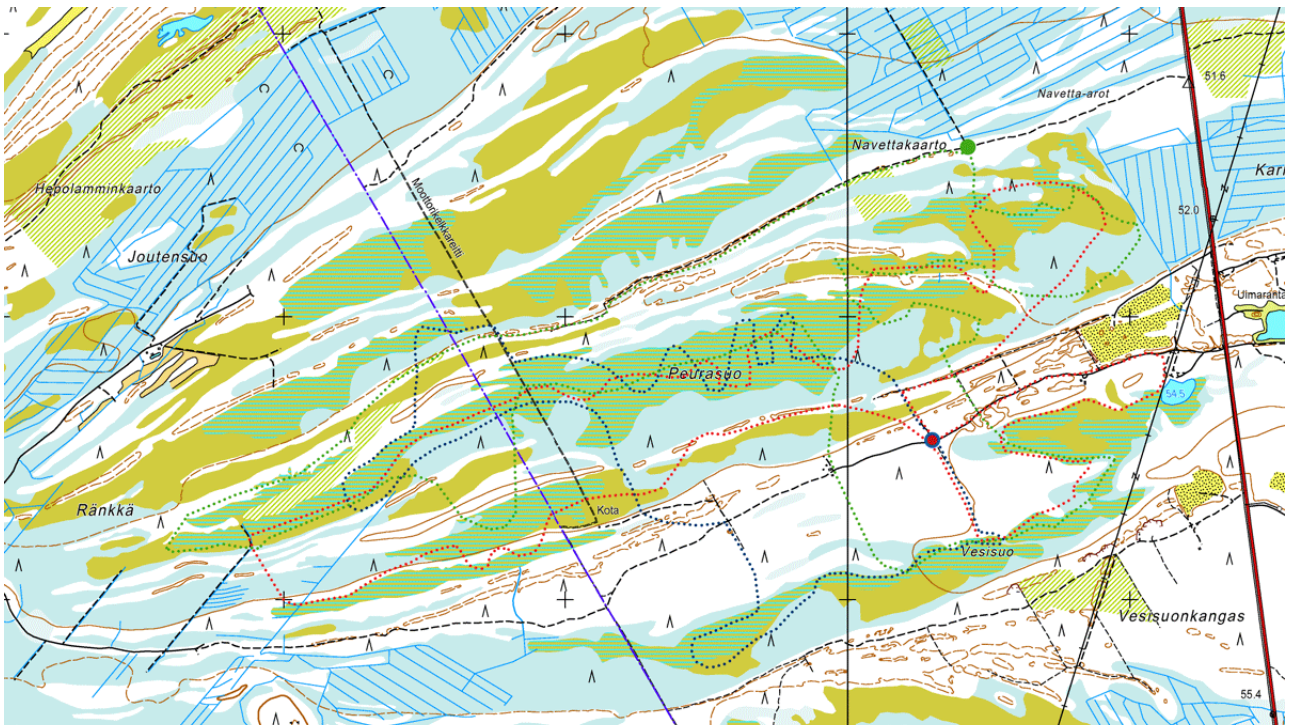 51.6
Navetta-arot
Navettakaarto
Kari
Hepolamminkaarto
Moottorikelkkareitti
52.0
Joutensuo
Ulmaranta
Peurasuo
54.5
Ränkkä
Kota
Vesisuo
Vesisuonkangas
55.4